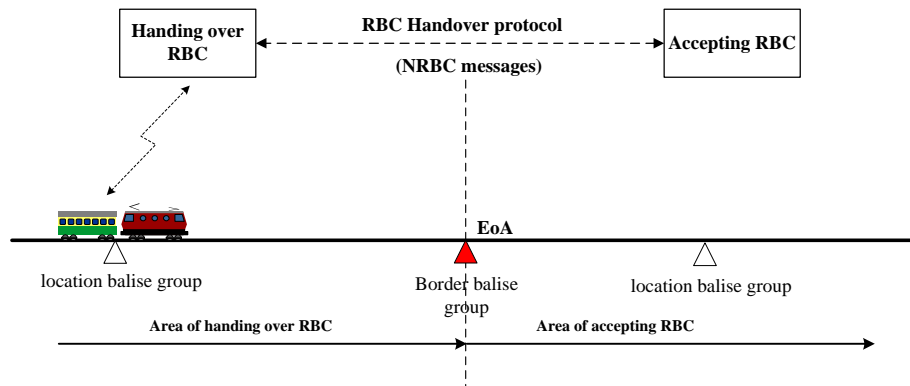 Handing over
RBC
RBC Handover protocol
(NRBC messages)
Accepting RBC
EoA
location balise group
Border balise
group
location balise group
Area of handing over RBC
Area of accepting RBC